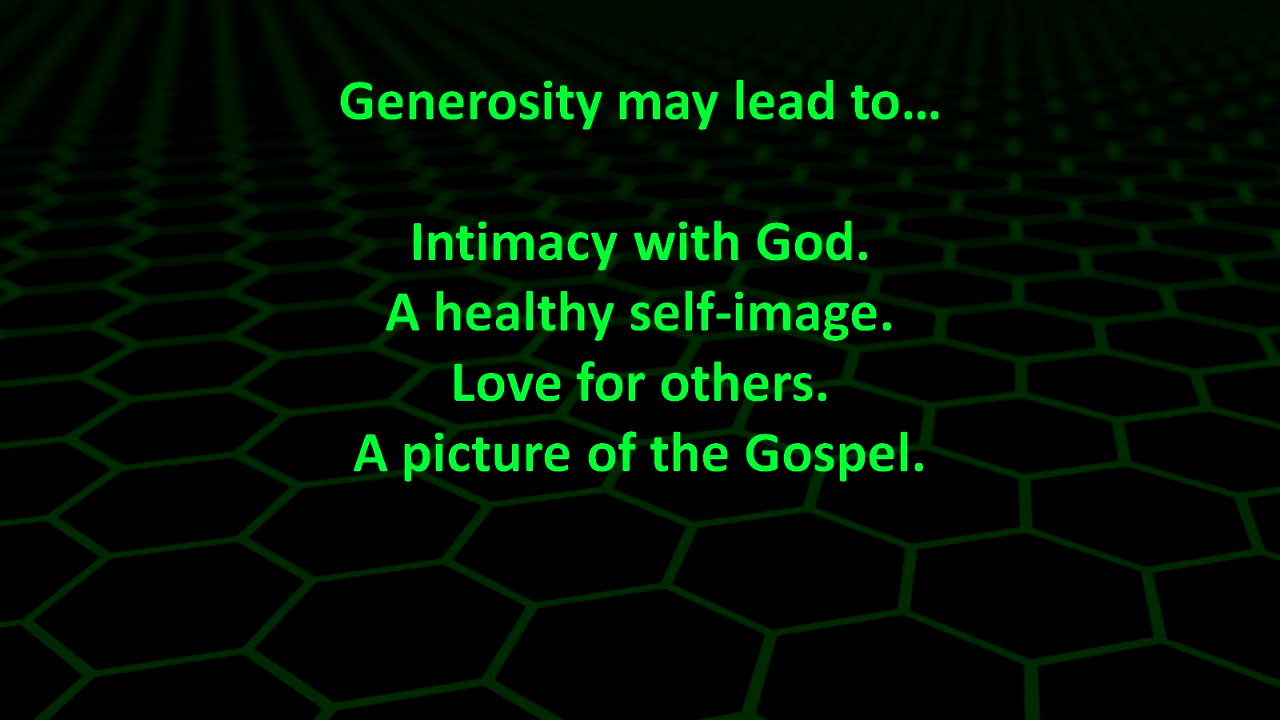 Generosity may lead to…
Intimacy with God.
A healthy self-image.
Love for others.
A picture of the Gospel.